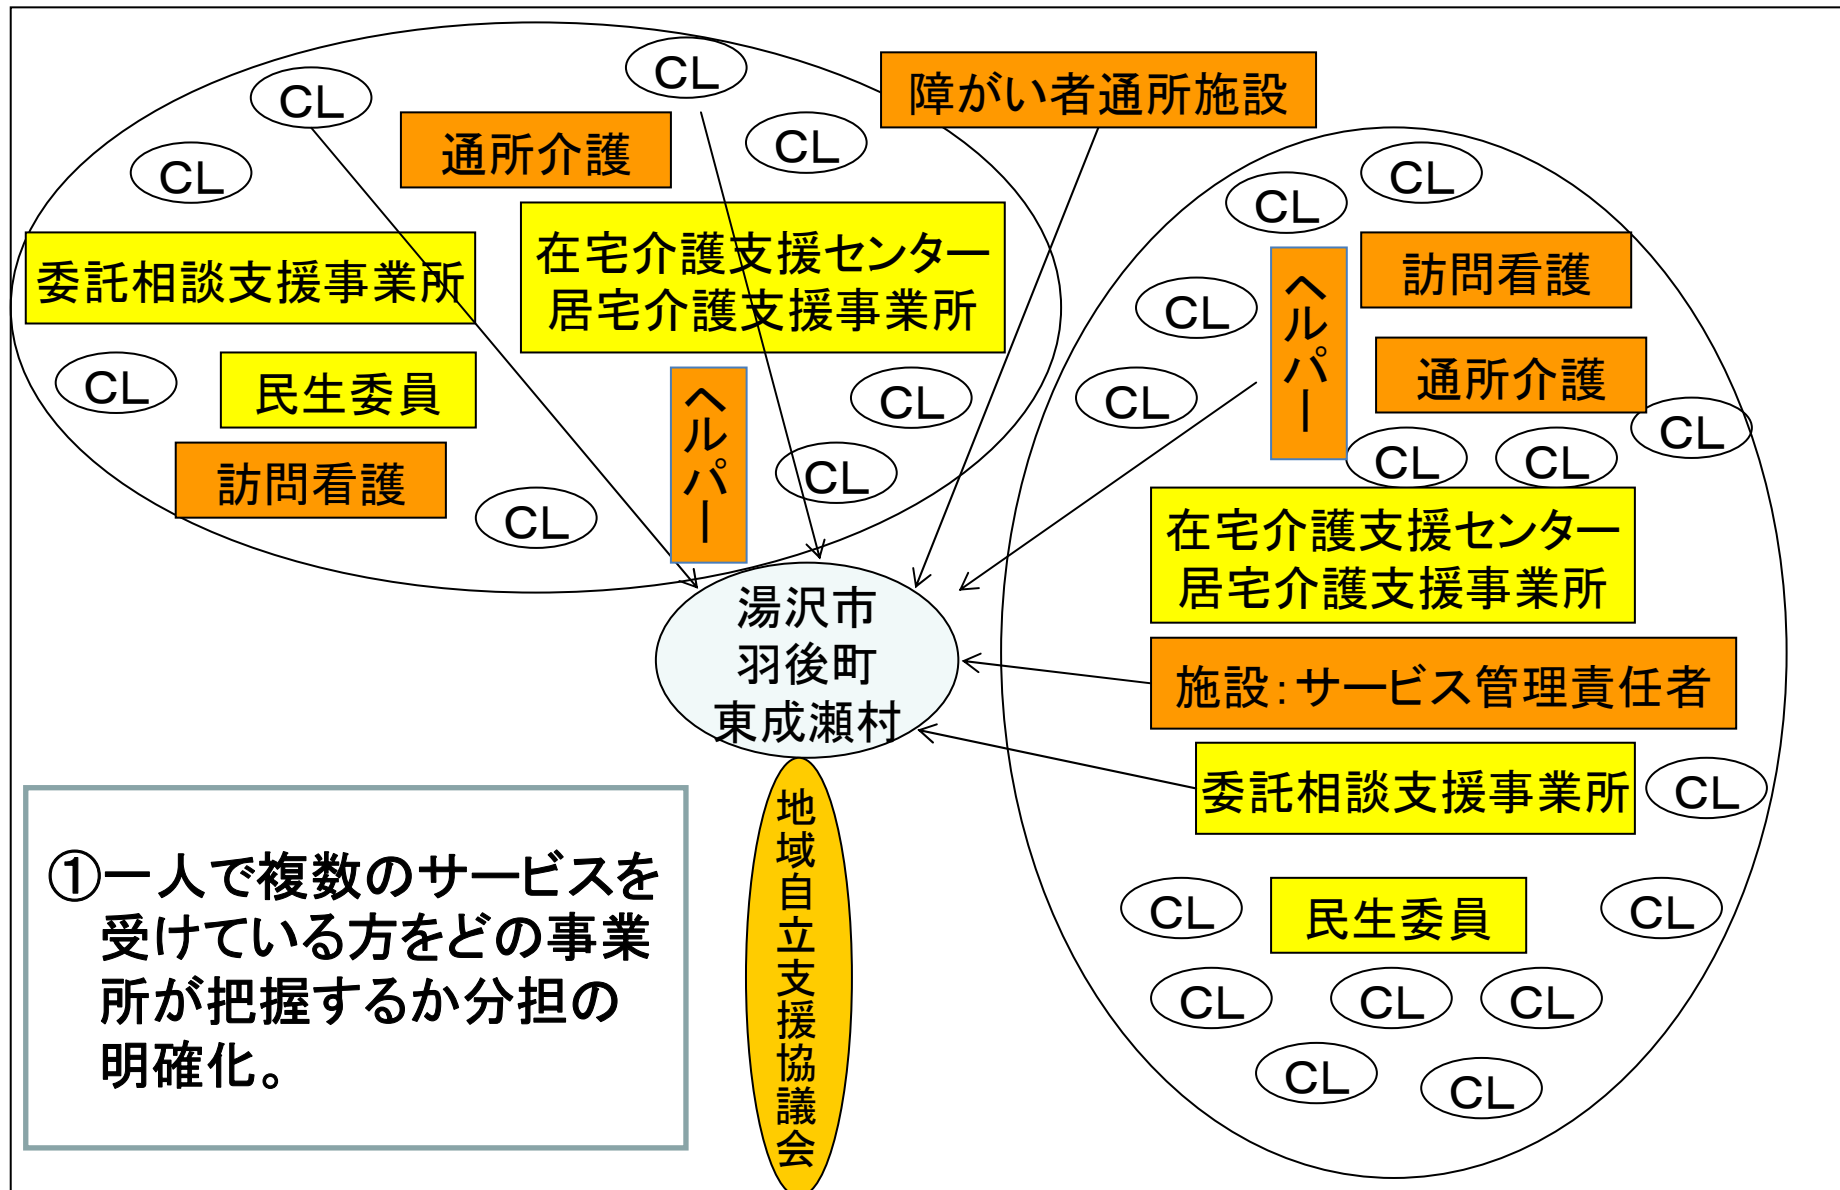 CL
CL
障がい者通所施設
通所介護
CL
CL
委託相談支援事業所
在宅介護支援センター
居宅介護支援事業所
CL
民生委員
ヘルパー
CL
訪問看護
CL
CL
CL
CL
訪問看護
ヘルパー
CL
通所介護
CL
CL
CL
CL
在宅介護支援センター
居宅介護支援事業所
施設:サービス管理責任者
委託相談支援事業所
CL
CL
民生委員
CL
CL
CL
CL
CL
CL
湯沢市
羽後町
東成瀬村
地域自立支援協議会
①一人で複数のサービスを
受けている方をどの事業
所が把握するか分担の
明確化。